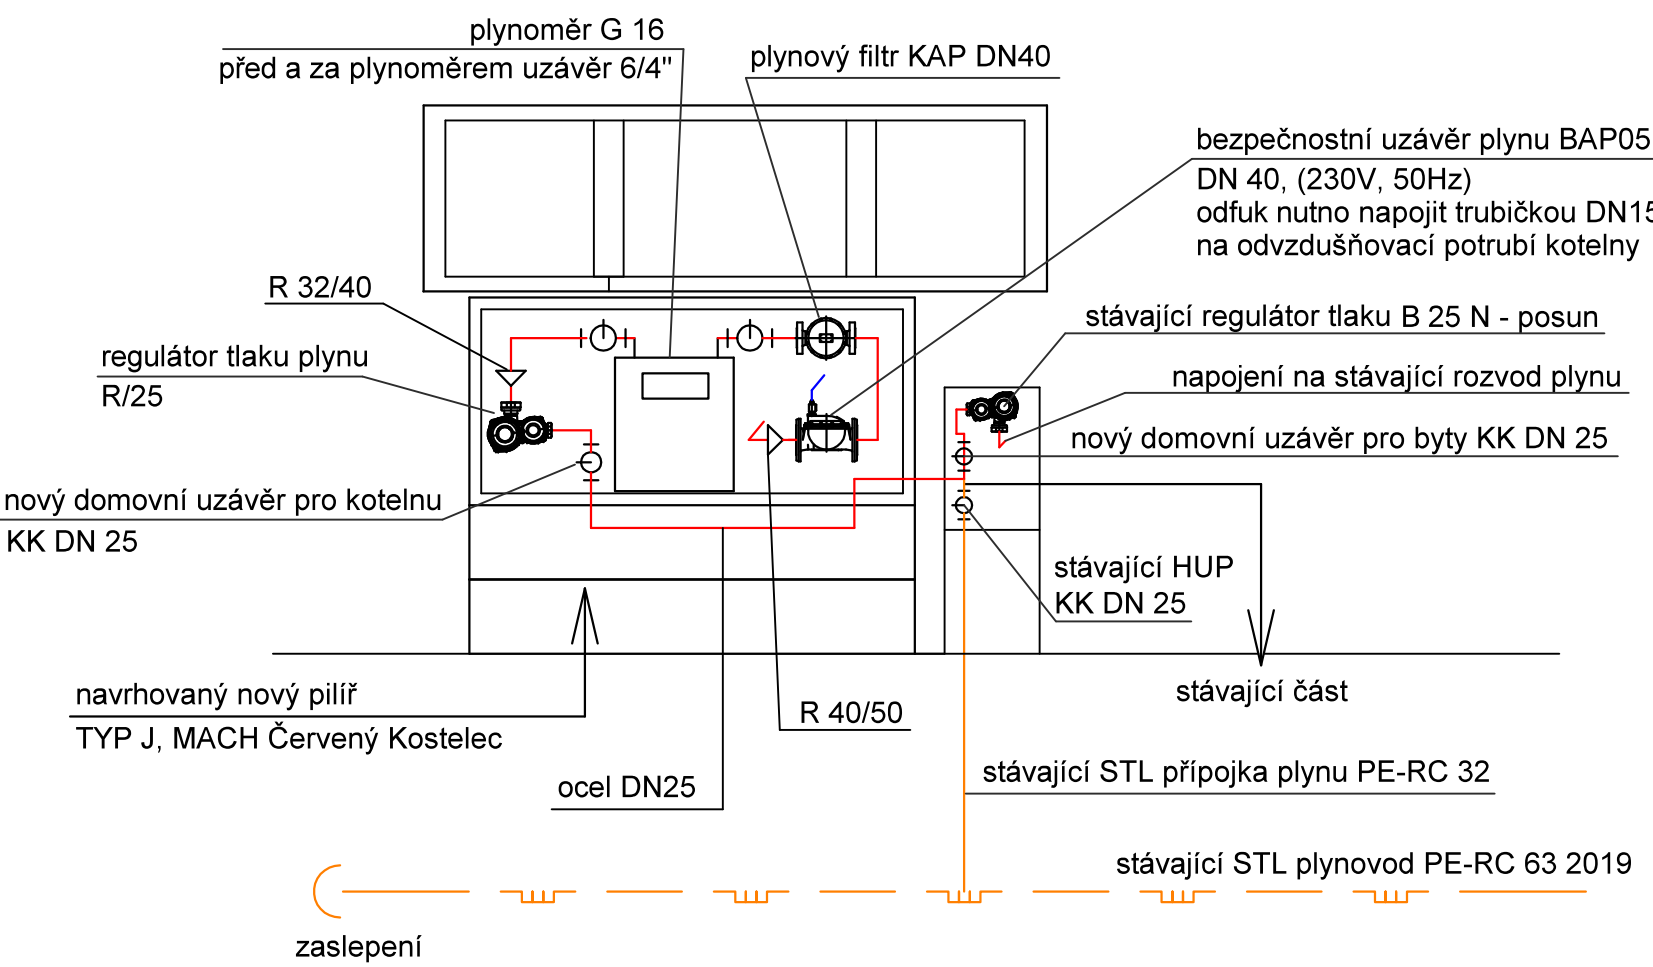 plynoměr G 16
před a za plynoměrem uzávěr 6/4"
plynový filtr KAP DN40
bezpečnostní uzávěr plynu BAP05
DN 40, (230V, 50Hz)
odfuk nutno napojit trubičkou DN15
na odvzdušňovací potrubí kotelny
R 32/40
stávající regulátor tlaku B 25 N - posun
regulátor tlaku plynu
R/25
napojení na stávající rozvod plynu
nový domovní uzávěr pro byty KK DN 25
nový domovní uzávěr pro kotelnu
KK DN 25
stávající HUP
KK DN 25
navrhovaný nový pilíř
TYP J, MACH Červený Kostelec
R 40/50
stávající část
ocel DN25
stávající STL přípojka plynu PE-RC 32
stávající STL plynovod PE-RC 63 2019
zaslepení